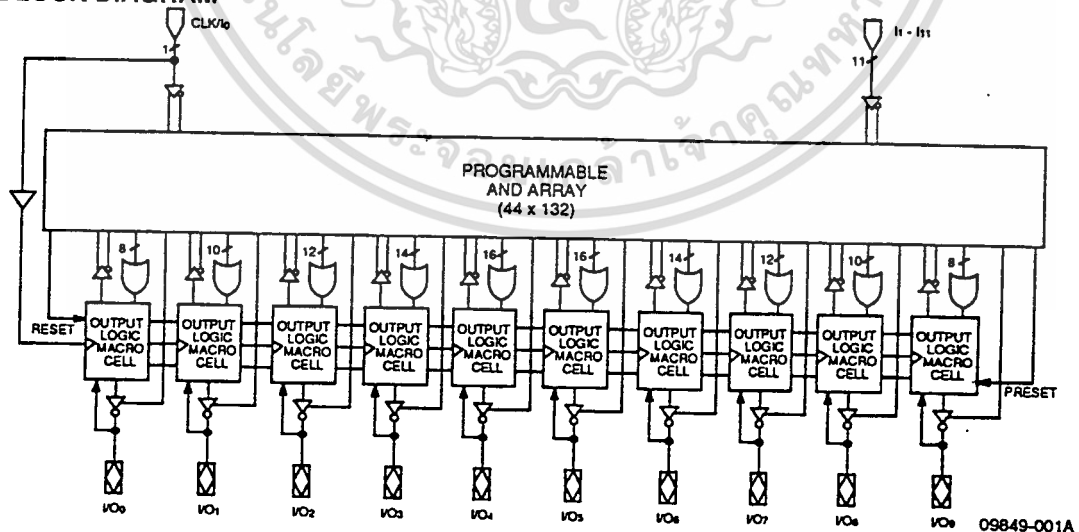 BLOCK DIAGRAM
CLK/I0
I1 - I11
1
11
PROGRAMMABLE
AND ARRAY
(44 x 132)
8 10 12 14 16 16 14 12 10 8
RESET
OUTPUT LOGIC MACRO CELL
OUTPUT LOGIC MACRO CELL
OUTPUT LOGIC MACRO CELL
OUTPUT LOGIC MACRO CELL
OUTPUT LOGIC MACRO CELL
OUTPUT LOGIC MACRO CELL
OUTPUT LOGIC MACRO CELL
OUTPUT LOGIC MACRO CELL
OUTPUT LOGIC MACRO CELL
OUTPUT LOGIC MACRO CELL
PRESET
I/O0 I/O1 I/O2 I/O3 I/O4 I/O5 I/O6 I/O7 I/O8 I/O9
09849-001A